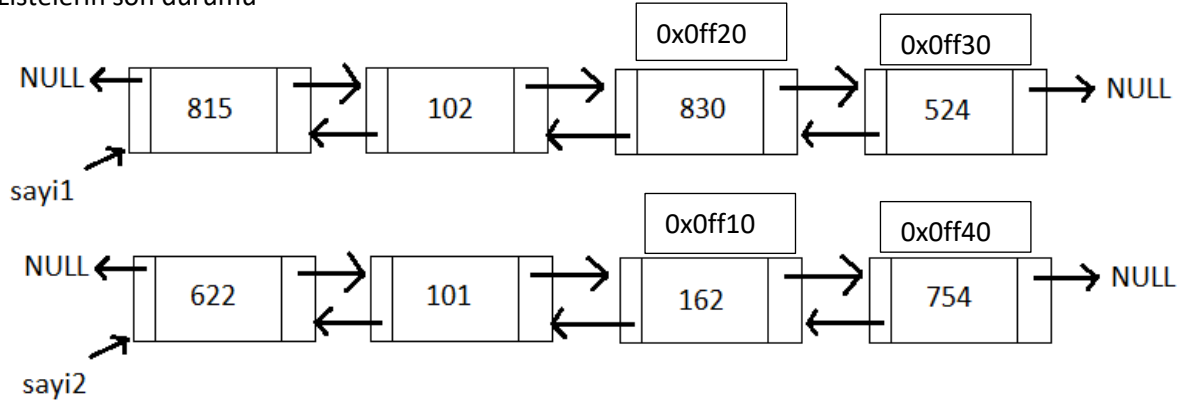 Listelerin son durumu
0x0ff20 0x0ff30
NULL 815 102 830 524 NULL
sayi1
0x0ff10 0x0ff40
NULL 622 101 162 754 NULL
sayi2